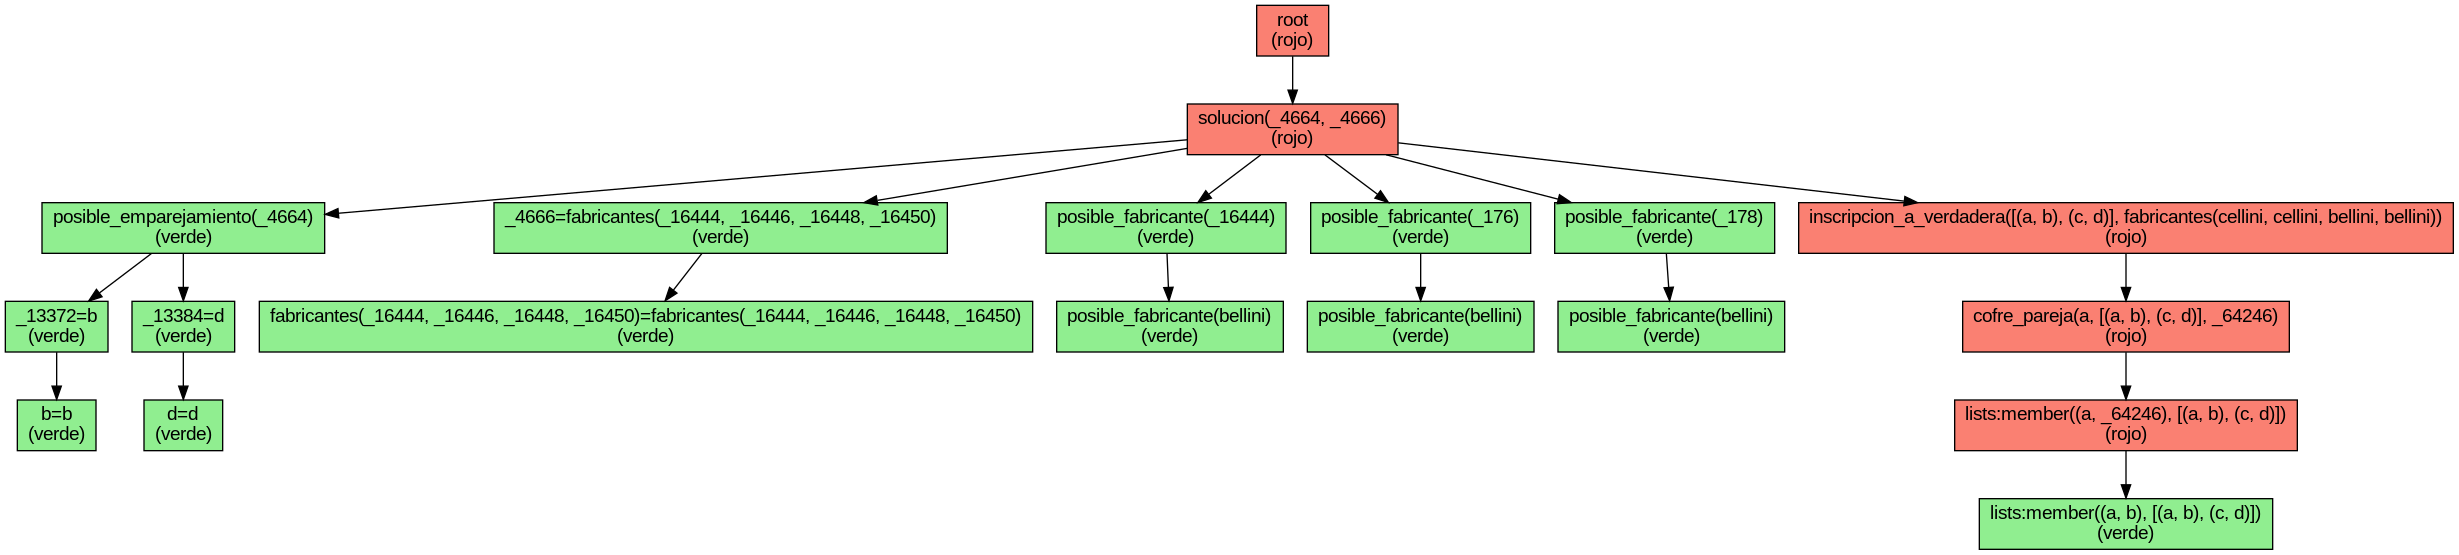 root
(rojo)
solucion(_4664, _4666)
(rojo)
posible_emparejamiento(_4664)
(verde)
_4666=fabricantes(_16444, _16446, _16448, _16450)
(verde)
posible_fabricante(_16444)
(verde)
posible_fabricante(_176)
(verde)
posible_fabricante(_178)
(verde)
inscripcion_a_verdadera([(a, b), (c, d)], fabricantes(cellini, cellini, bellini, bellini))
(rojo)
_13372=b
(verde)
_13384=d
(verde)
fabricantes(_16444, _16446, _16448, _16450)=fabricantes(_16444, _16446, _16448, _16450)
(verde)
posible_fabricante(bellini)
(verde)
posible_fabricante(bellini)
(verde)
posible_fabricante(bellini)
(verde)
cofre_pareja(a, [(a, b), (c, d)], _64246)
(rojo)
b=b
(verde)
d=d
(verde)
lists:member((a, _64246), [(a, b), (c, d)])
(rojo)
lists:member((a, b), [(a, b), (c, d)])
(verde)